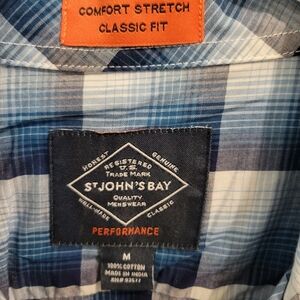 COMFORT STRETCH
CLASSIC FIT
HONEST
GENUINE
REGISTERED
U.S.
TRADE MARK
ST JOHN'S BAY
QUALITY
MENSWEAR
WELL-MADE
CLASSIC
PERFORMANCE
M
100% COTTON
MADE IN INDIA